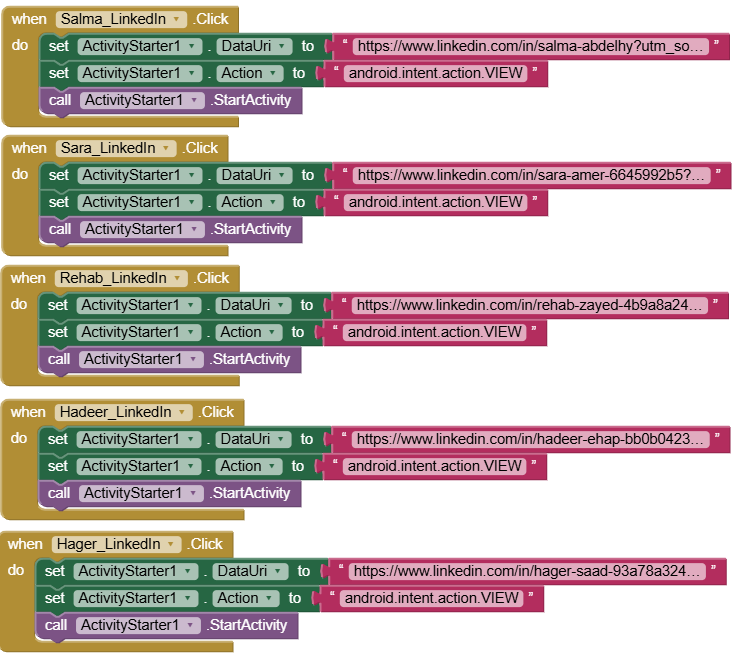 when Salma_LinkedIn .Click
do set ActivityStarter1 . DataUri to “ https://www.linkedin.com/in/salma-abdelhy?utm_so... ”
set ActivityStarter1 . Action to “ android.intent.action.VIEW ”
call ActivityStarter1 .StartActivity
when Sara_LinkedIn .Click
do set ActivityStarter1 . DataUri to “ https://www.linkedin.com/in/sara-amer-6645992b5?... ”
set ActivityStarter1 . Action to “ android.intent.action.VIEW ”
call ActivityStarter1 .StartActivity
when Rehab_LinkedIn .Click
do set ActivityStarter1 . DataUri to “ https://www.linkedin.com/in/rehab-zayed-4b9a8a24... ”
set ActivityStarter1 . Action to “ android.intent.action.VIEW ”
call ActivityStarter1 .StartActivity
when Hadeer_LinkedIn .Click
do set ActivityStarter1 . DataUri to “ https://www.linkedin.com/in/hadeer-ehap-bb0b0423... ”
set ActivityStarter1 . Action to “ android.intent.action.VIEW ”
call ActivityStarter1 .StartActivity
when Hager_LinkedIn .Click
do set ActivityStarter1 . DataUri to “ https://www.linkedin.com/in/hager-saad-93a78a324... ”
set ActivityStarter1 . Action to “ android.intent.action.VIEW ”
call ActivityStarter1 .StartActivity